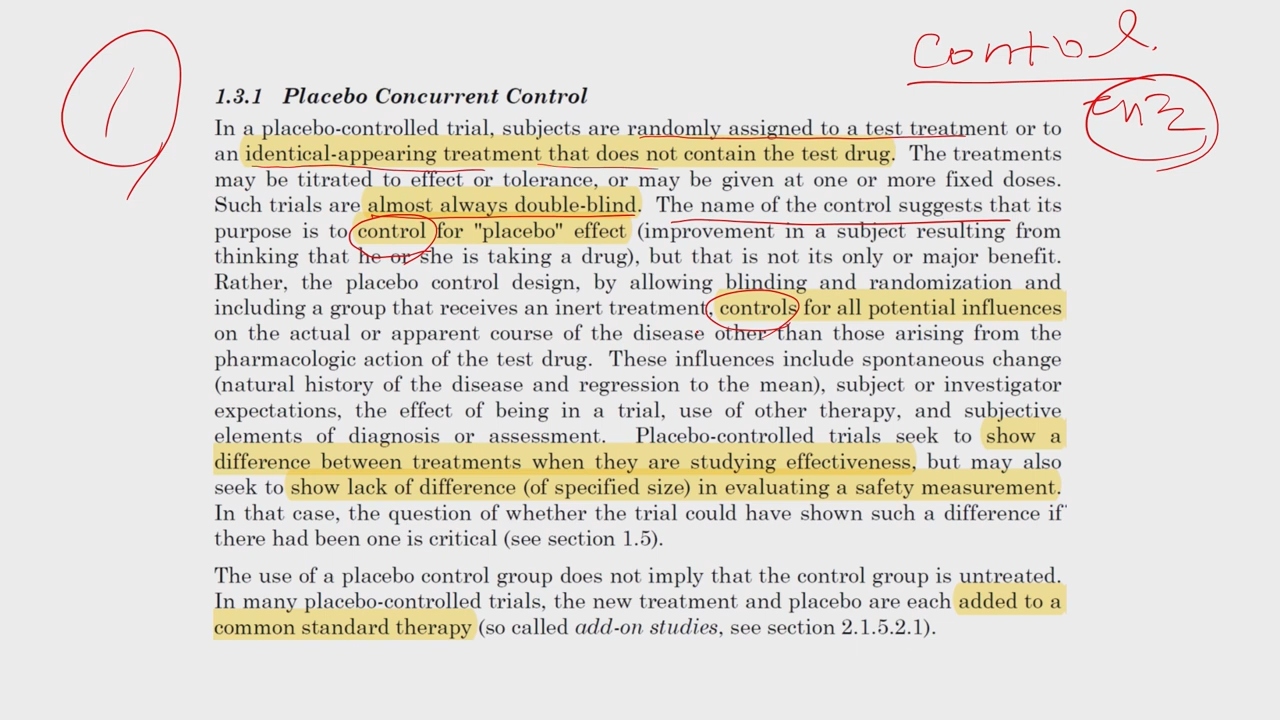 Control.
1.3.1 Placebo Concurrent Control
In a placebo-controlled trial, subjects are randomly assigned to a test treatment or to
an identical-appearing treatment that does not contain the test drug. The treatments
may be titrated to effect or tolerance, or may be given at one or more fixed doses.
Such trials are almost always double-blind. The name of the control suggests that its
purpose is to control for "placebo" effect (improvement in a subject resulting from
thinking that he or she is taking a drug), but that is not its only or major benefit.
Rather, the placebo control design, by allowing blinding and randomization and
including a group that receives an inert treatment, controls for all potential influences
on the actual or apparent course of the disease other than those arising from the
pharmacologic action of the test drug. These influences include spontaneous change
(natural history of the disease and regression to the mean), subject or investigator
expectations, the effect of being in a trial, use of other therapy, and subjective
elements of diagnosis or assessment. Placebo-controlled trials seek to show a
difference between treatments when they are studying effectiveness, but may also
seek to show lack of difference (of specified size) in evaluating a safety measurement.
In that case, the question of whether the trial could have shown such a difference if
there had been one is critical (see section 1.5).
The use of a placebo control group does not imply that the control group is untreated.
In many placebo-controlled trials, the new treatment and placebo are each added to a
common standard therapy (so called add-on studies, see section 2.1.5.2.1).